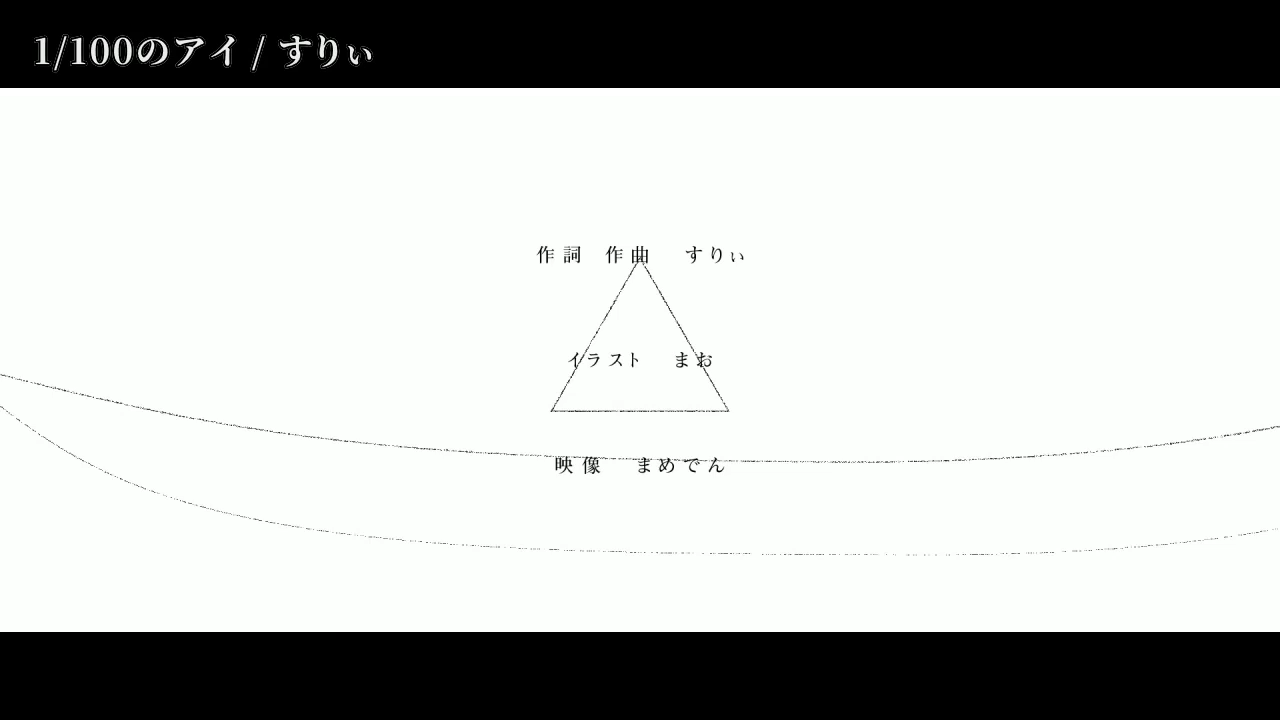 1/100のアイ / すりぃ
作詞 作曲 すりぃ
イラスト まお
映像 まめでん